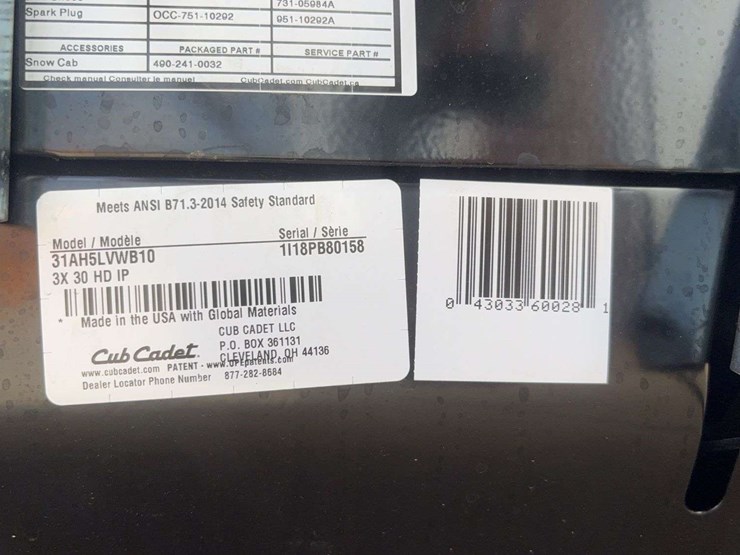 731-05984A
Spark Plug OCC-751-10292 951-10292A
ACCESSORIES PACKAGED PART # SERVICE PART #
Snow Cab 490-241-0032
Check manual Consulter le manuel CubCadet.com CubCadet.ca
Meets ANSI B71.3-2014 Safety Standard
Model / Modèle Serial / Sèrie
31AH5LVWB10 1I18PB80158
3X 30 HD IP
Made in the USA with Global Materials
CUB CADET LLC
Cub Cadet. P.O. BOX 361131
CLEVELAND, OH 44136
www.cubcadet.com PATENT - www.OPEpatents.com
Dealer Locator Phone Number 877-282-8684
0 43033 60028 1